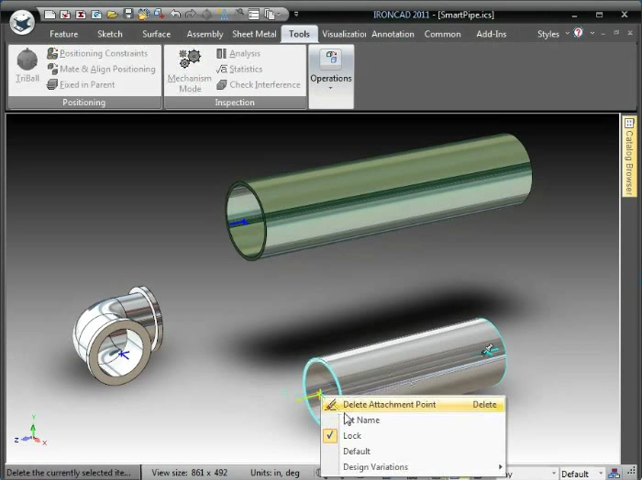 IRONCAD 2011 - [SmartPipe.ics]
Feature Sketch Surface Assembly Sheet Metal Tools Visualizatio Annotation Common Add-Ins Styles
TriBall
Positioning Constraints
Mate & Align Positioning
Fixed in Parent
Positioning
Mechanism
Mode
Analysis
Statistics
Check Interference
Inspection
Operations
Catalog Browser
Delete Attachment Point Delete
t Name
Lock
Default
Design Variations
Delete the currently selected ite... View size: 861 x 492 Units: in, deg Default
Z
Y
X